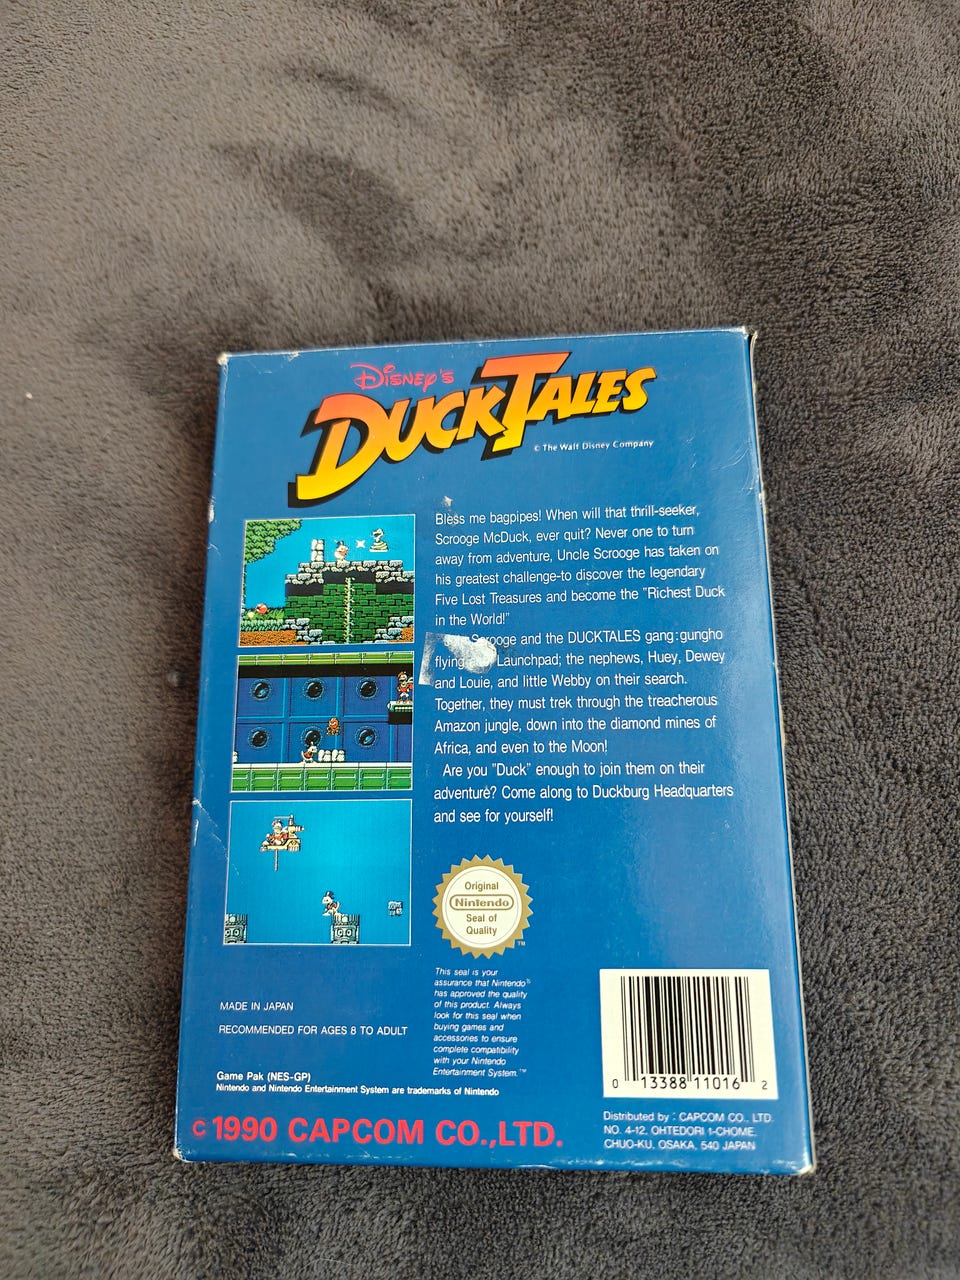 Disney's
DUCKTALES
© The Walt Disney Company
Bless me bagpipes! When will that thrill-seeker,
Scrooge McDuck, ever quit? Never one to turn
away from adventure, Uncle Scrooge has taken on
his greatest challenge-to discover the legendary
Five Lost Treasures and become the "Richest Duck
in the World!"
Scrooge and the DUCKTALES gang:gungho
flying Launchpad; the nephews, Huey, Dewey
and Louie, and little Webby on their search.
Together, they must trek through the treacherous
Amazon jungle, down into the diamond mines of
Africa, and even to the Moon!
Are you "Duck" enough to join them on their
adventure? Come along to Duckburg Headquarters
and see for yourself!
Original
Nintendo
Seal of
Quality
TM
This seal is your
assurance that Nintendo®
has approved the quality
of this product. Always
look for this seal when
buying games and
accessories to ensure
complete compatibility
with your Nintendo
Entertainment System.™
MADE IN JAPAN
RECOMMENDED FOR AGES 8 TO ADULT
Game Pak (NES-GP)
Nintendo and Nintendo Entertainment System are trademarks of Nintendo
© 1990 CAPCOM CO.,LTD.
0 13388 11016 2
Distributed by : CAPCOM CO., LTD.
NO. 4-12, OHTEDORI 1-CHOME,
CHUO-KU, OSAKA, 540 JAPAN